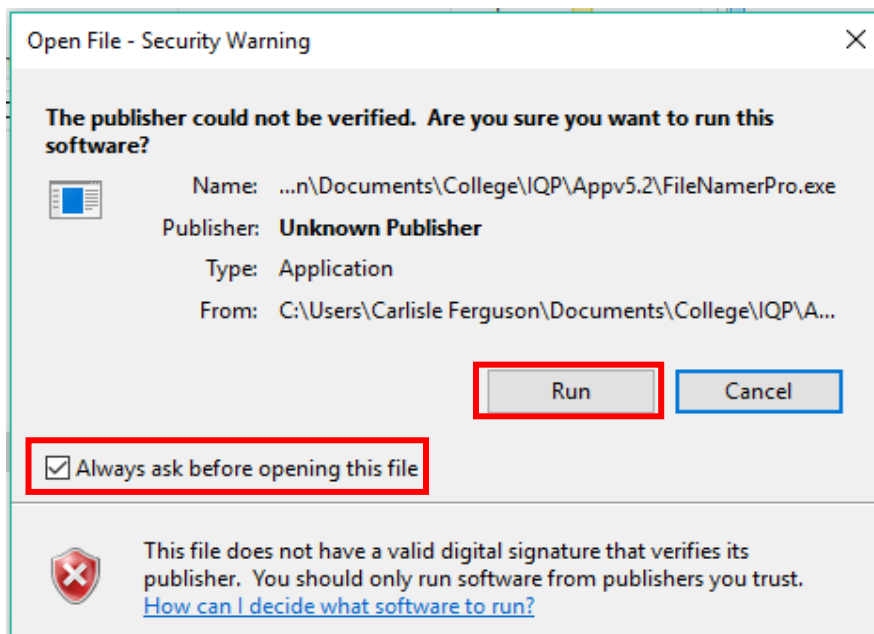 Open File - Security Warning
The publisher could not be verified. Are you sure you want to run this
software?
Name: ...n\Documents\College\IQP\Appv5.2\FileNamerPro.exe
Publisher: Unknown Publisher
Type: Application
From: C:\Users\Carlisle Ferguson\Documents\College\IQP\A...
Run Cancel
Always ask before opening this file
This file does not have a valid digital signature that verifies its
publisher. You should only run software from publishers you trust.
How can I decide what software to run?